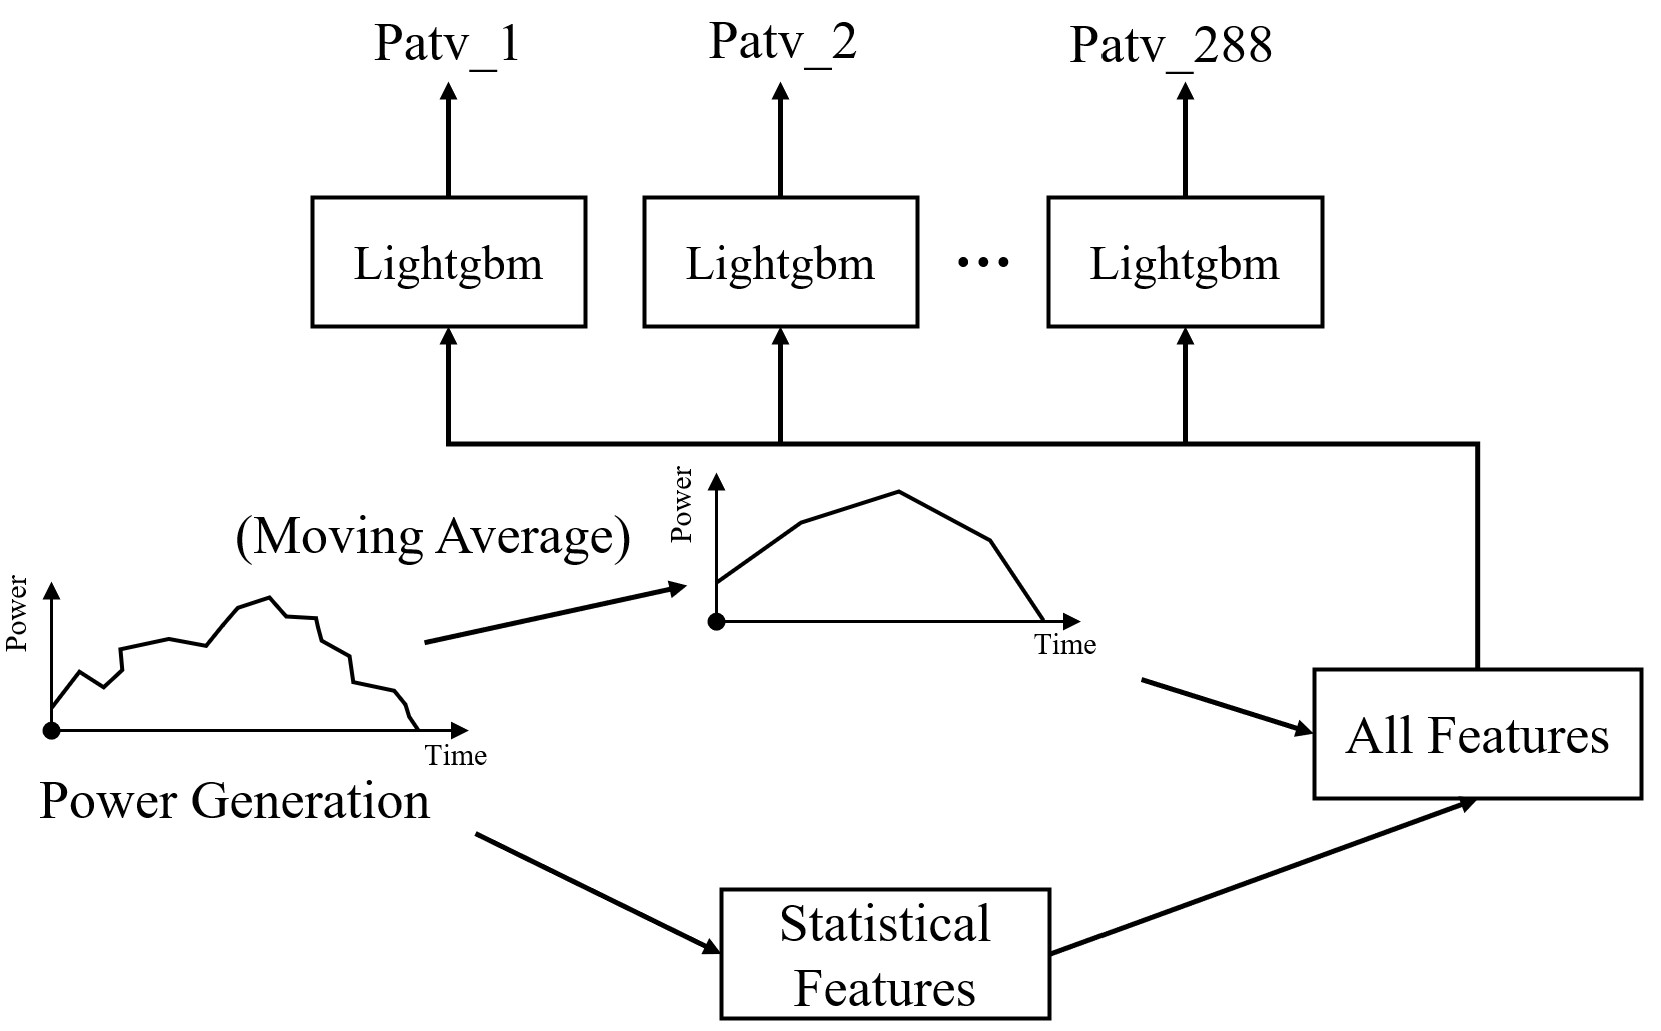 Patv_1
Patv_2
Patv_288
Lightgbm
Lightgbm
...
Lightgbm
(Moving Average)
Power
Time
Power
Time
Power Generation
All Features
Statistical
Features